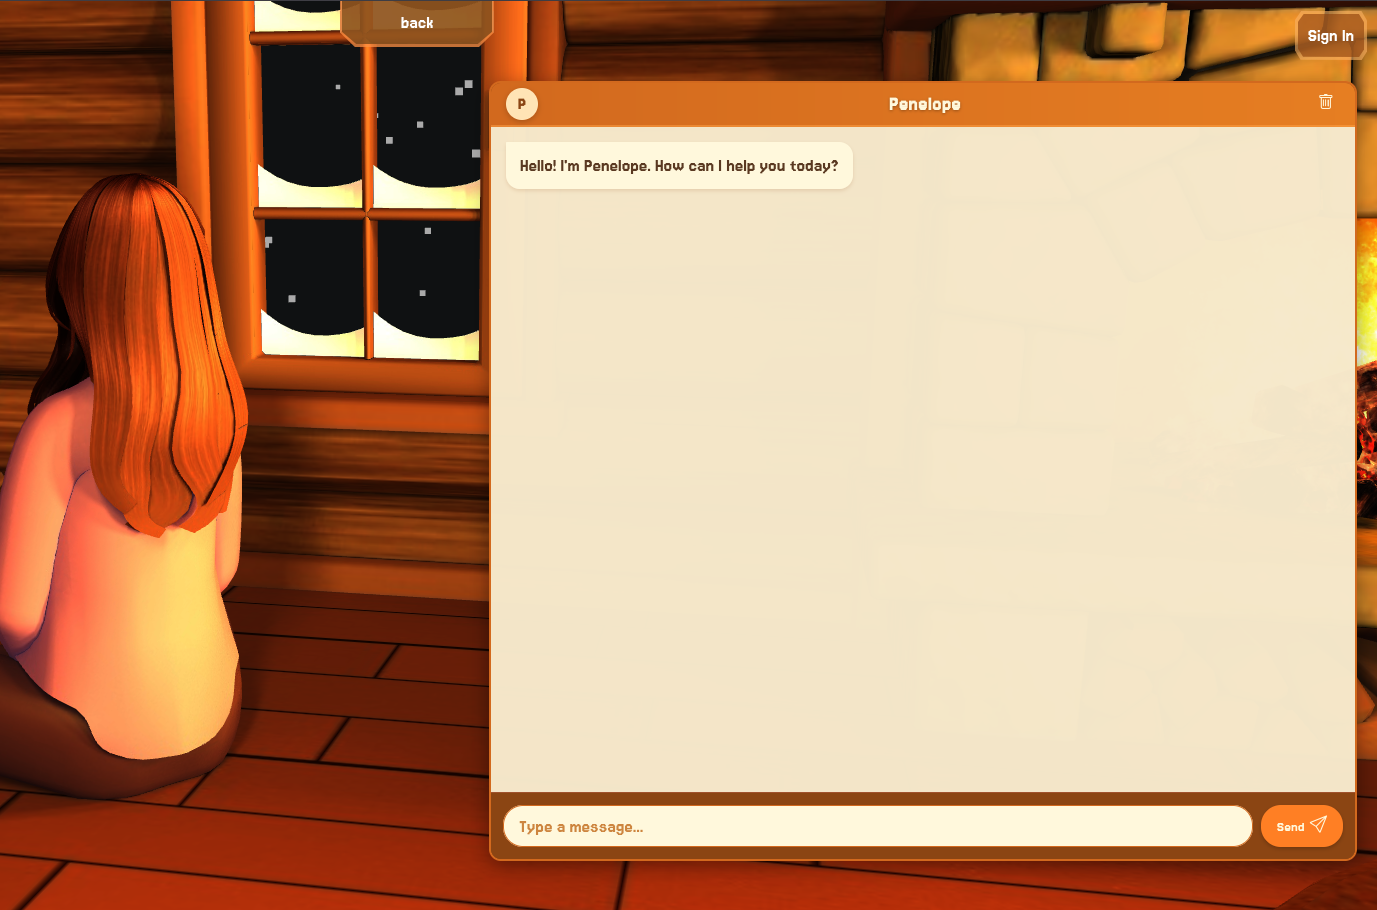 back
Sign In
P
Penelope
Hello! I'm Penelope. How can I help you today?
Type a message...
Send